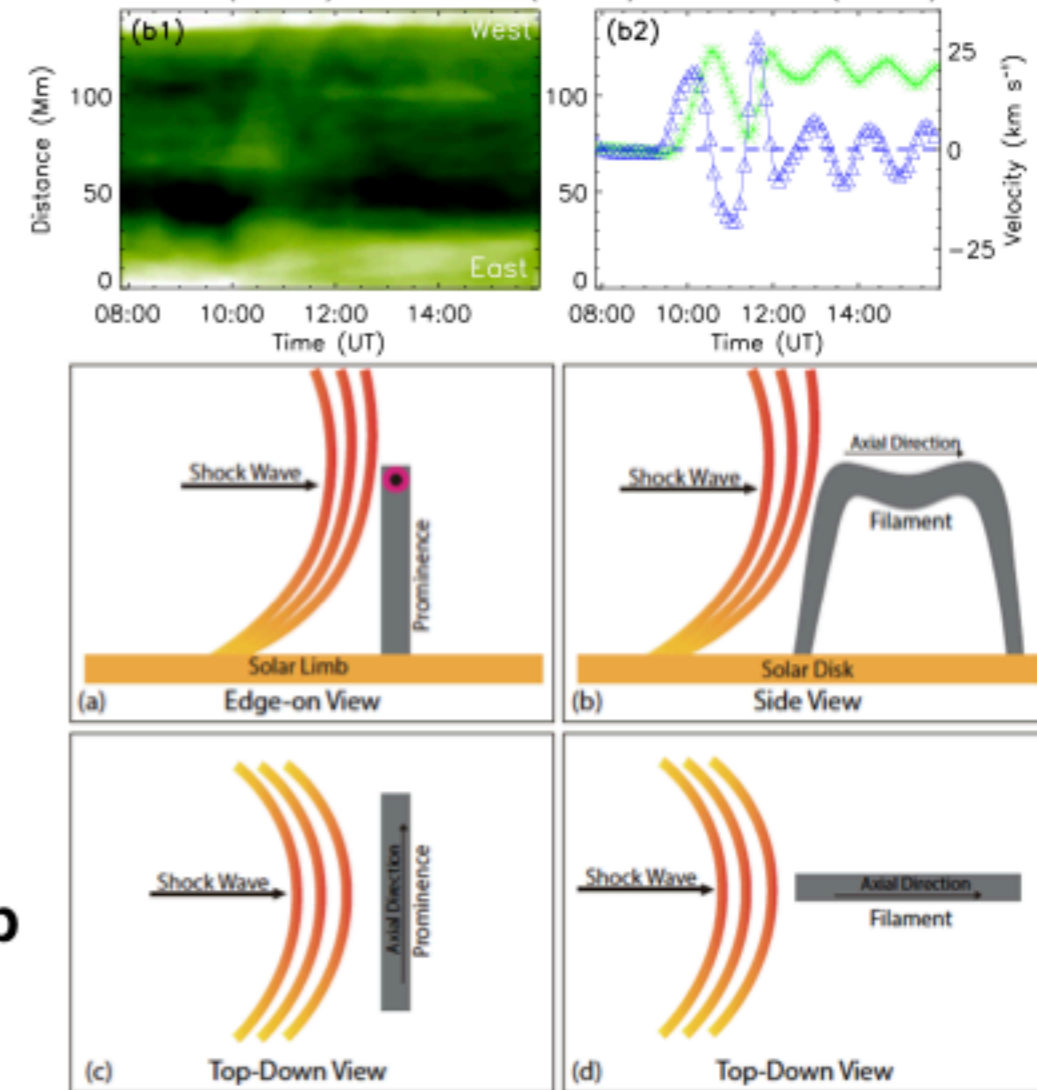 (b1)
West
East
Distance (Mm)
100
50
0
08:00 10:00 12:00 14:00
Time (UT)
(b2)
100
50
0
25
0
−25
Velocity (km s⁻¹)
08:00 10:00 12:00 14:00
Time (UT)
Shock Wave
Prominence
Solar Limb
(a) Edge-on View
Axial Direction
Shock Wave
Filament
Solar Disk
(b) Side View
Shock Wave
Axial Direction
Prominence
(c) Top-Down View
Shock Wave
Axial Direction
Filament
(d) Top-Down View